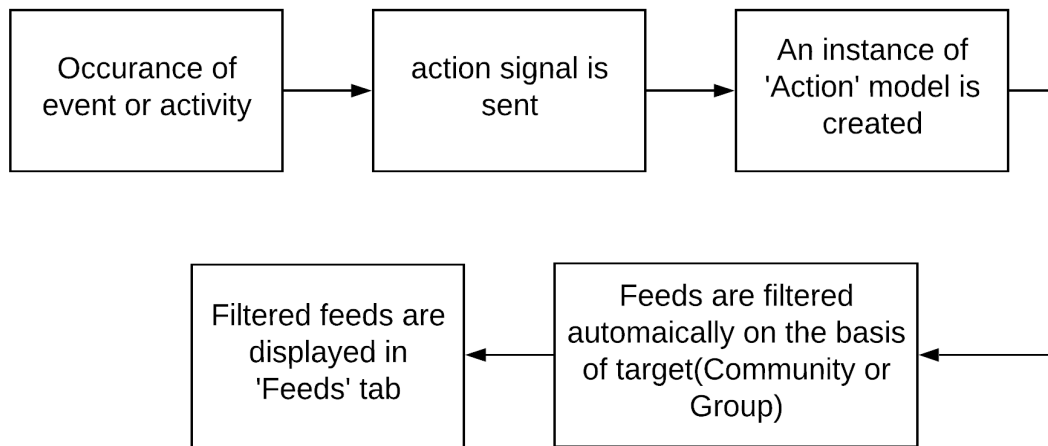 Occurance of
event or activity
action signal is
sent
An instance of
'Action' model is
created
Feeds are filtered
automaically on the basis
of target(Community or
Group)
Filtered feeds are
displayed in
'Feeds' tab